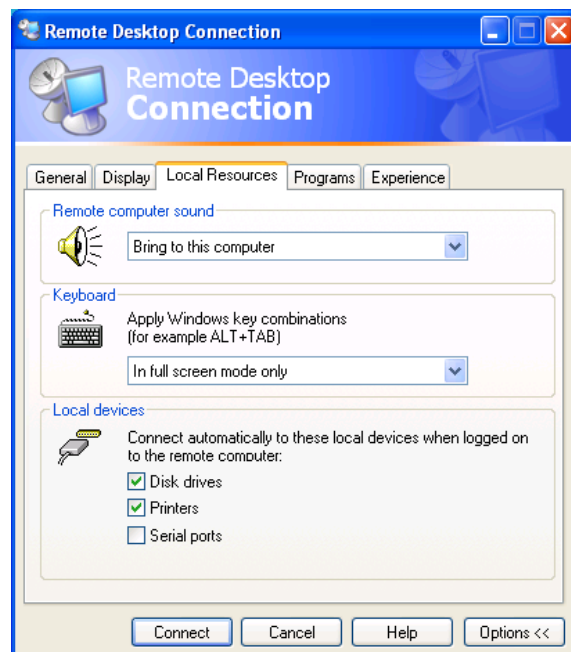 Remote Desktop Connection
Remote Desktop
Connection
General Display Local Resources Programs Experience
Remote computer sound
Bring to this computer
Keyboard
Apply Windows key combinations
(for example ALT+TAB)
In full screen mode only
Local devices
Connect automatically to these local devices when logged on
to the remote computer:
Disk drives
Printers
Serial ports
Connect Cancel Help Options <<